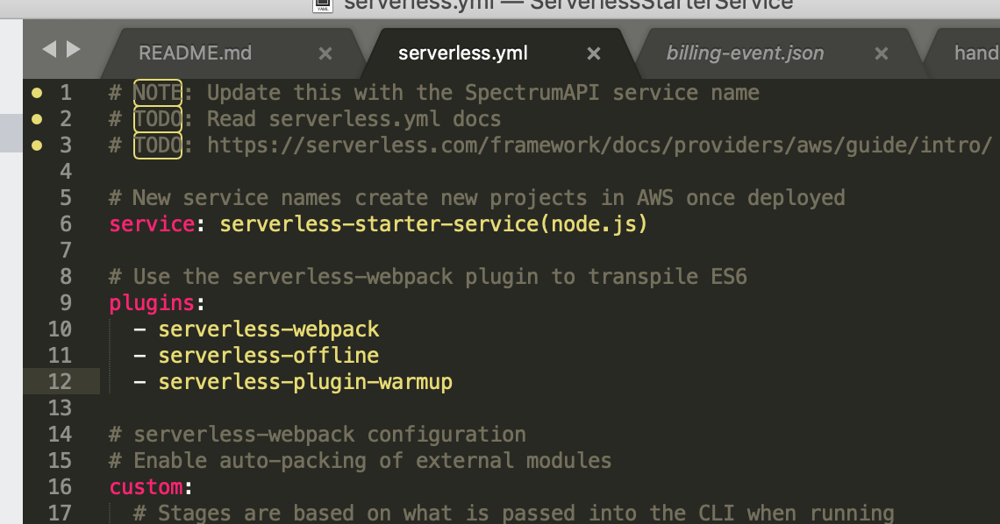 serverless.yml — ServerlessStarterService
README.md × serverless.yml × billing-event.json × hand
1 # NOTE: Update this with the SpectrumAPI service name
2 # TODO: Read serverless.yml docs
3 # TODO: https://serverless.com/framework/docs/providers/aws/guide/intro/
4
5 # New service names create new projects in AWS once deployed
6 service: serverless-starter-service(node.js)
7
8 # Use the serverless-webpack plugin to transpile ES6
9 plugins:
10 - serverless-webpack
11 - serverless-offline
12 - serverless-plugin-warmup
13
14 # serverless-webpack configuration
15 # Enable auto-packing of external modules
16 custom:
17 # Stages are based on what is passed into the CLI when running